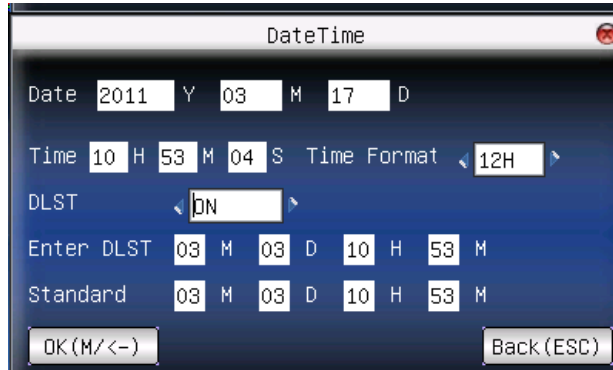 DateTime
Date 2011 Y 03 M 17 D
Time 10 H 53 M 04 S Time Format 12H
DLST ON
Enter DLST 03 M 03 D 10 H 53 M
Standard 03 M 03 D 10 H 53 M
OK(M/<-) Back(ESC)